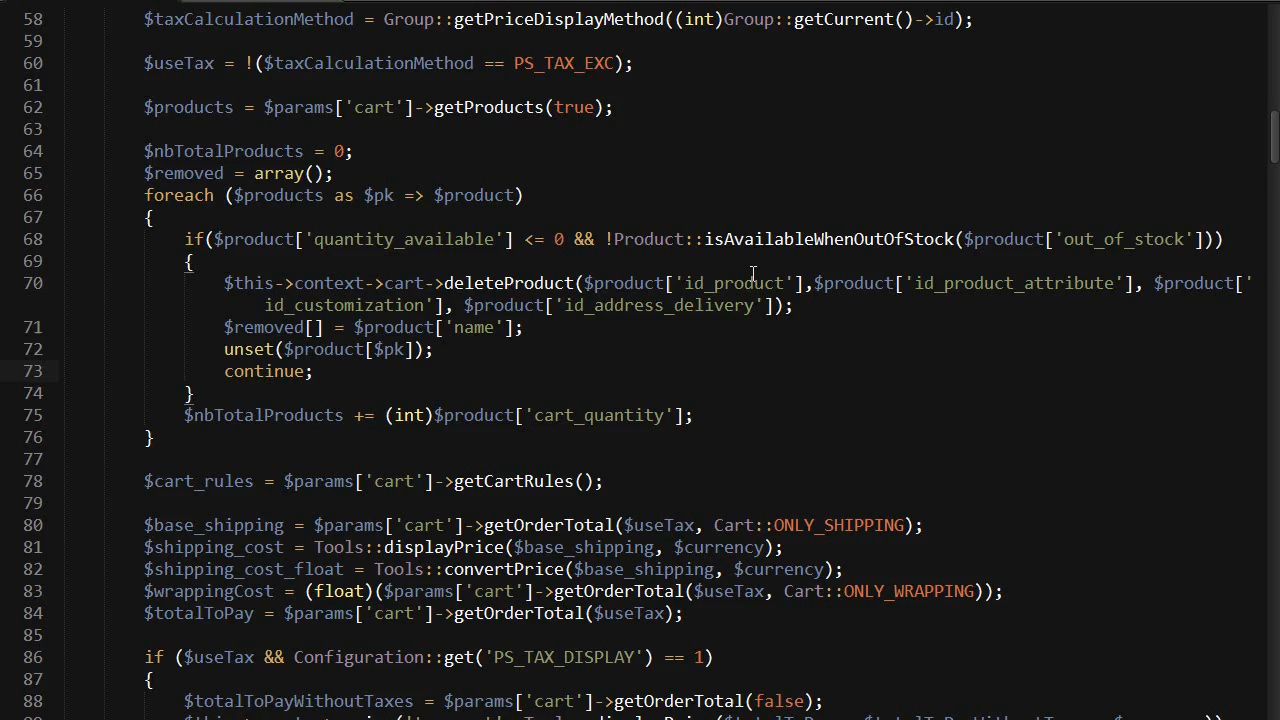 58 $taxCalculationMethod = Group::getPriceDisplayMethod((int)Group::getCurrent()->id);
59
60 $useTax = !($taxCalculationMethod == PS_TAX_EXC);
61
62 $products = $params['cart']->getProducts(true);
63
64 $nbTotalProducts = 0;
65 $removed = array();
66 foreach ($products as $pk => $product)
67 {
68 if($product['quantity_available'] <= 0 && !Product::isAvailableWhenOutOfStock($product['out_of_stock']))
69 {
70 $this->context->cart->deleteProduct($product['id_product'],$product['id_product_attribute'], $product['
id_customization'], $product['id_address_delivery']);
71 $removed[] = $product['name'];
72 unset($product[$pk]);
73 continue;
74 }
75 $nbTotalProducts += (int)$product['cart_quantity'];
76 }
77
78 $cart_rules = $params['cart']->getCartRules();
79
80 $base_shipping = $params['cart']->getOrderTotal($useTax, Cart::ONLY_SHIPPING);
81 $shipping_cost = Tools::displayPrice($base_shipping, $currency);
82 $shipping_cost_float = Tools::convertPrice($base_shipping, $currency);
83 $wrappingCost = (float)($params['cart']->getOrderTotal($useTax, Cart::ONLY_WRAPPING));
84 $totalToPay = $params['cart']->getOrderTotal($useTax);
85
86 if ($useTax && Configuration::get('PS_TAX_DISPLAY') == 1)
87 {
88 $totalToPayWithoutTaxes = $params['cart']->getOrderTotal(false);